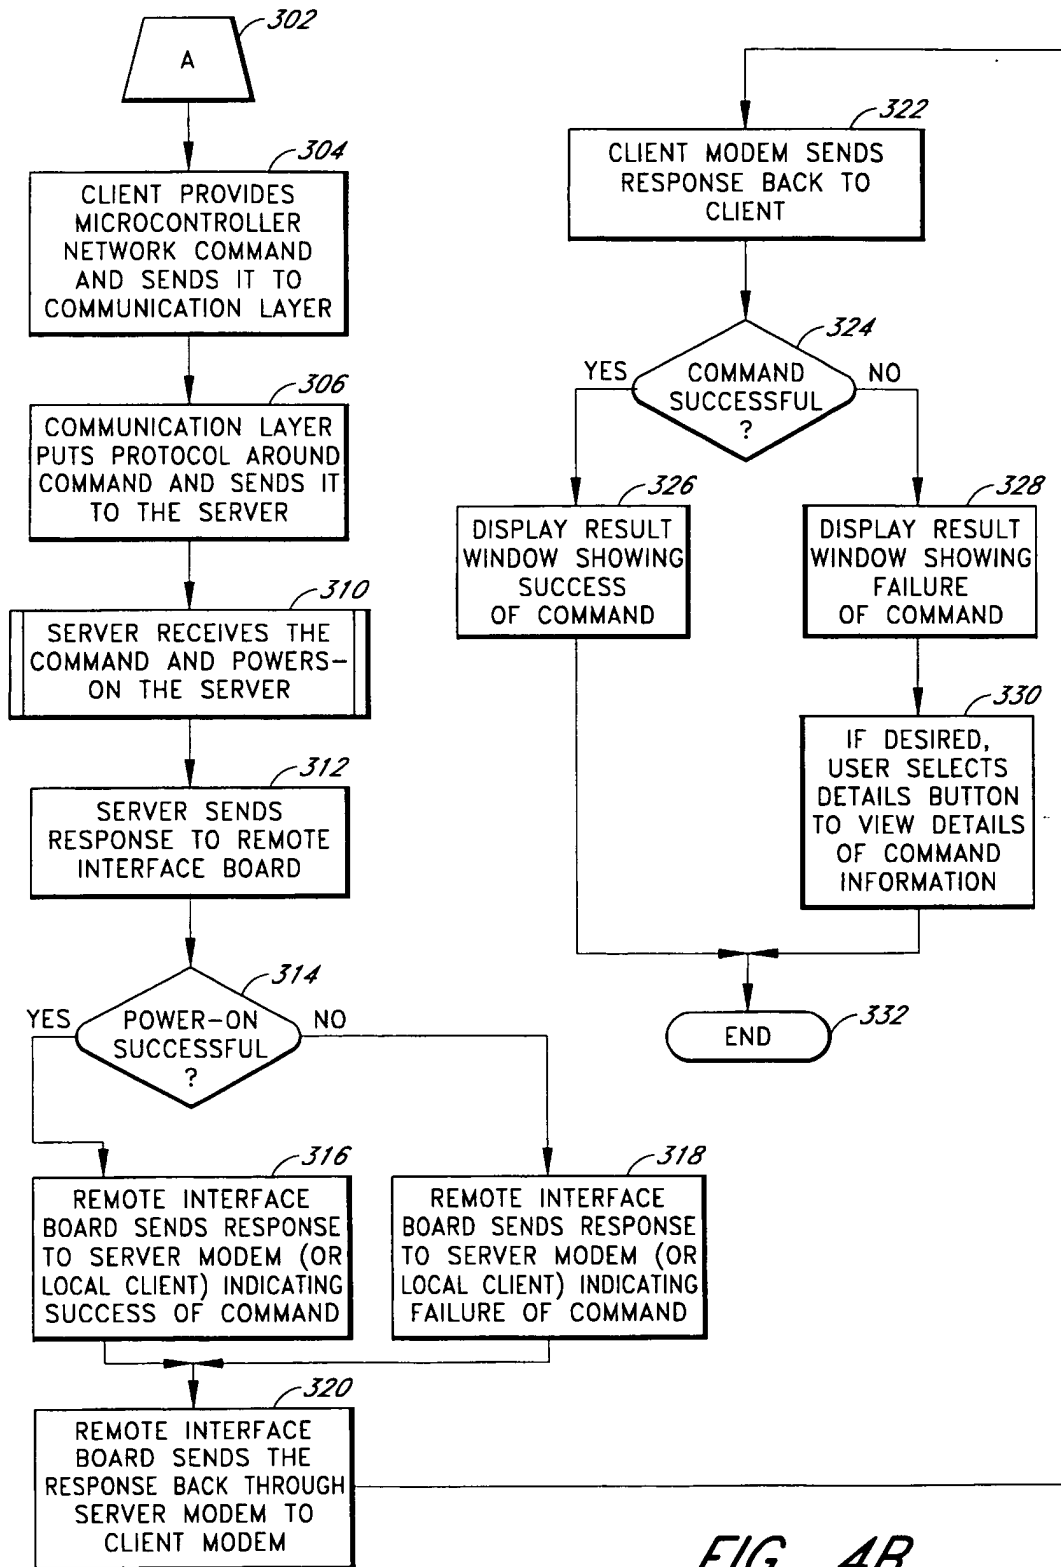 302
A
304
CLIENT PROVIDES
MICROCONTROLLER
NETWORK COMMAND
AND SENDS IT TO
COMMUNICATION LAYER
306
COMMUNICATION LAYER
PUTS PROTOCOL AROUND
COMMAND AND SENDS IT
TO THE SERVER
310
SERVER RECEIVES THE
COMMAND AND POWERS-
ON THE SERVER
312
SERVER SENDS
RESPONSE TO REMOTE
INTERFACE BOARD
314
YES
POWER-ON
SUCCESSFUL
?
NO
316
REMOTE INTERFACE
BOARD SENDS RESPONSE
TO SERVER MODEM (OR
LOCAL CLIENT) INDICATING
SUCCESS OF COMMAND
318
REMOTE INTERFACE
BOARD SENDS RESPONSE
TO SERVER MODEM (OR
LOCAL CLIENT) INDICATING
FAILURE OF COMMAND
320
REMOTE INTERFACE
BOARD SENDS THE
RESPONSE BACK THROUGH
SERVER MODEM TO
CLIENT MODEM
322
CLIENT MODEM SENDS
RESPONSE BACK TO
CLIENT
324
YES
COMMAND
SUCCESSFUL
?
NO
326
DISPLAY RESULT
WINDOW SHOWING
SUCCESS
OF COMMAND
328
DISPLAY RESULT
WINDOW SHOWING
FAILURE
OF COMMAND
330
IF DESIRED,
USER SELECTS
DETAILS BUTTON
TO VIEW DETAILS
OF COMMAND
INFORMATION
END
332
FIG. 4B